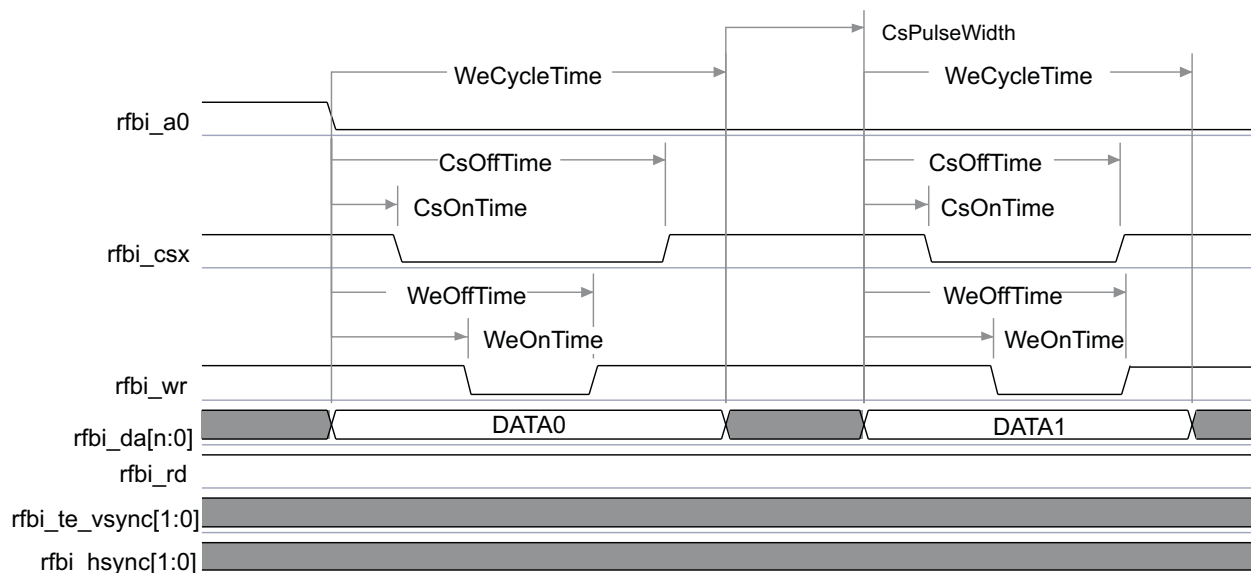 CsPulseWidth
WeCycleTime WeCycleTime
rfbi_a0
CsOffTime CsOffTime
CsOnTime CsOnTime
rfbi_csx
WeOffTime WeOffTime
WeOnTime WeOnTime
rfbi_wr
rfbi_da[n:0] DATA0 DATA1
rfbi_rd
rfbi_te_vsync[1:0]
rfbi_hsync[1:0]